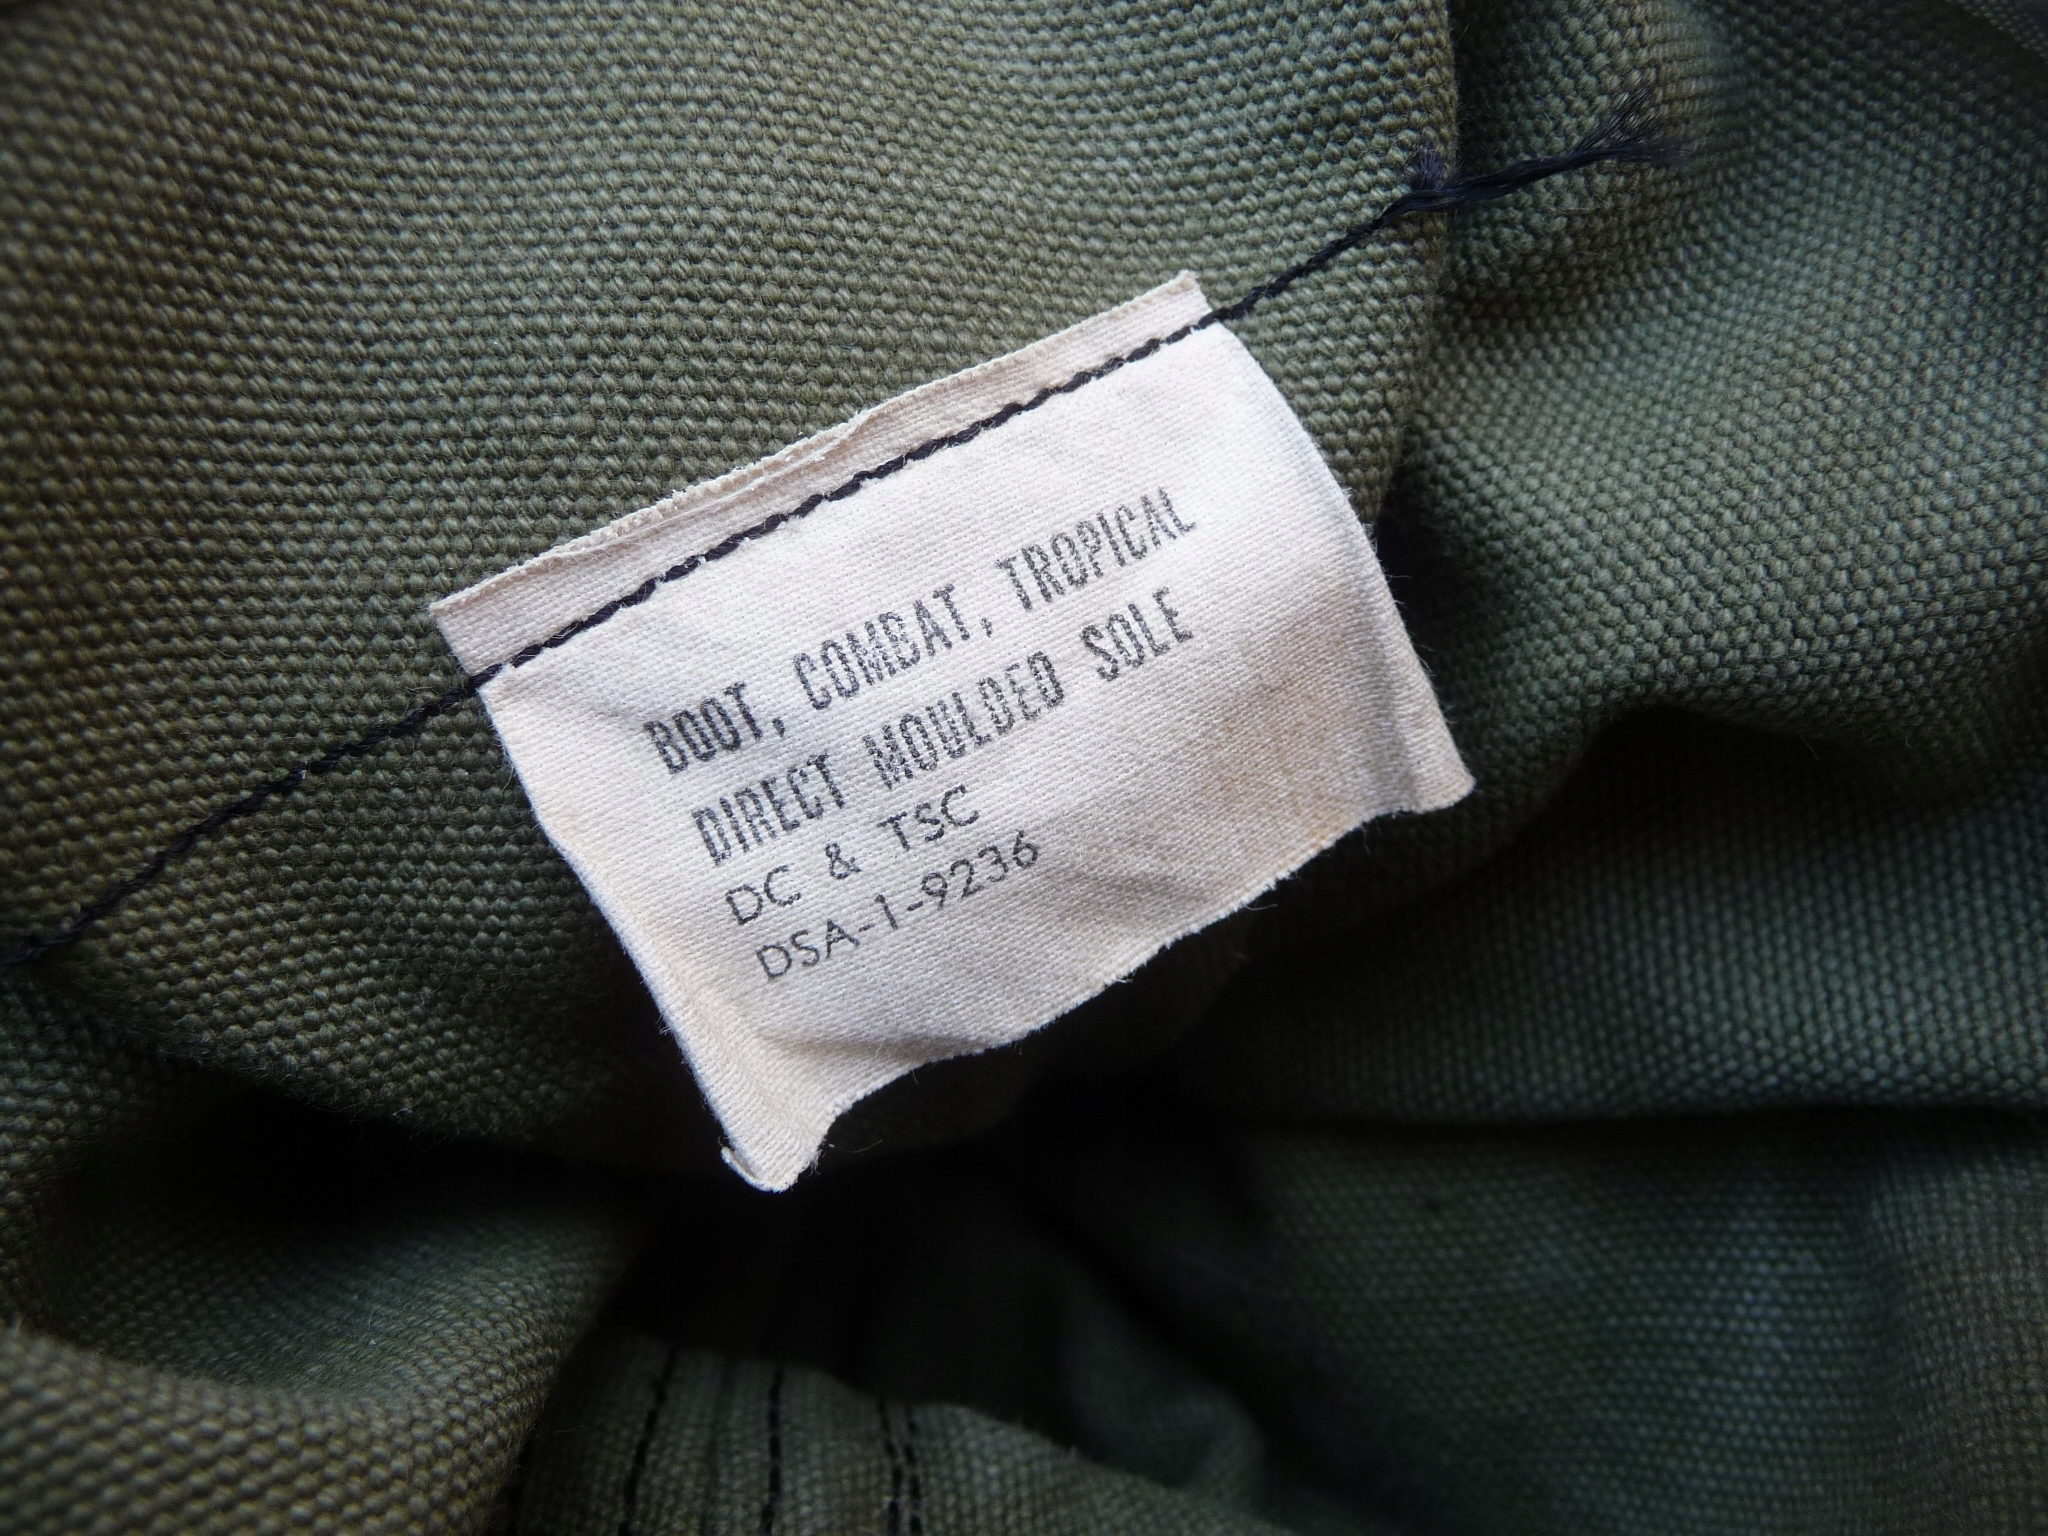 BOOT, COMBAT, TROPICAL
DIRECT MOULDED SOLE
DC & TSC
DSA-1-9236